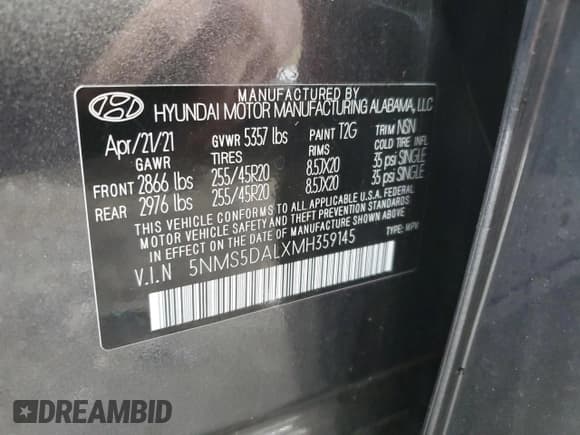 MANUFACTURED BY
HYUNDAI MOTOR MANUFACTURING ALABAMA, LLC
Apr/21/21 GVWR 5357 lbs PAINT T2G TRIM NSN
GAWR TIRES RIMS COLD TIRE INFL
FRONT 2866 lbs 255/45R20 8.5JX20 35 psi SINGLE
REAR 2976 lbs 255/45R20 8.5JX20 35 psi SINGLE
THIS VEHICLE CONFORMS TO ALL APPLICABLE U.S.A. FEDERAL
MOTOR VEHICLE SAFETY AND THEFT PREVENTION STANDARDS
IN EFFECT ON THE DATE OF MANUFACTURE SHOWN ABOVE.
V.I.N 5NMS5DALXMH359145 TYPE: MPV
DREAMBID